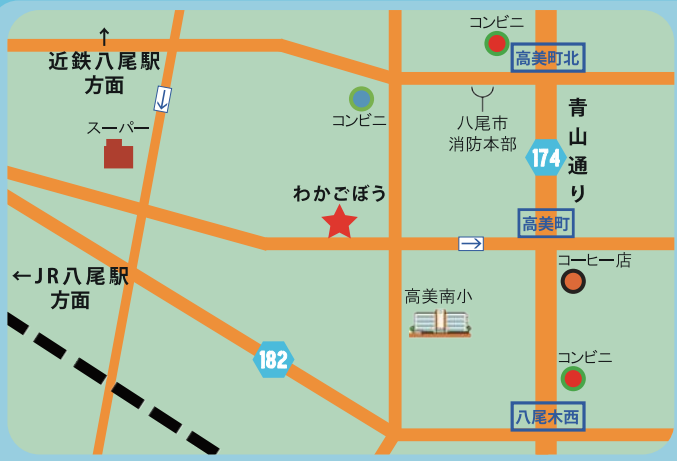 コンビニ
↑
近鉄八尾駅
方面
高美町北
コンビニ
スーパー
八尾市
消防本部
青山通り
174
わかごぼう
高美町
→
↓
コーヒー店
←JR八尾駅
方面
高美南小
182
コンビニ
八尾木西